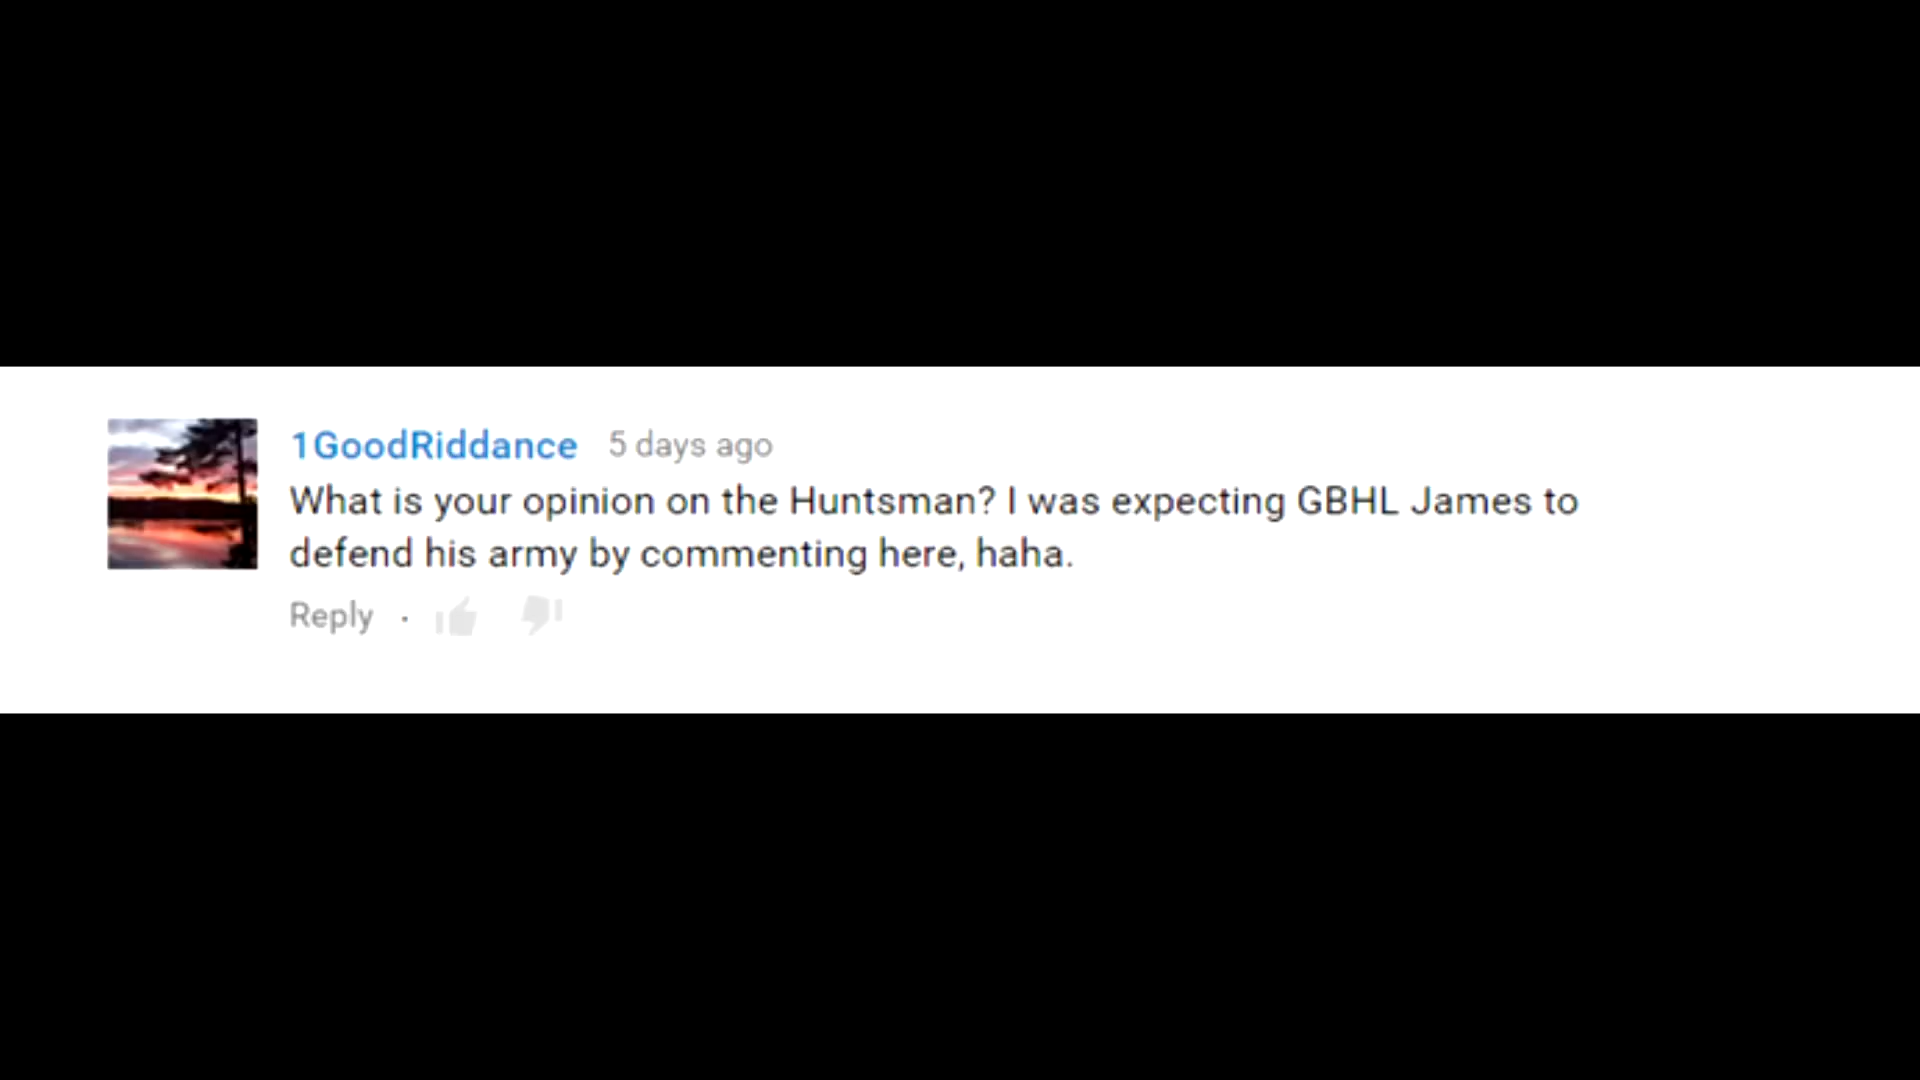 1GoodRiddance 5 days ago
What is your opinion on the Huntsman? I was expecting GBHL James to
defend his army by commenting here, haha.
Reply ·